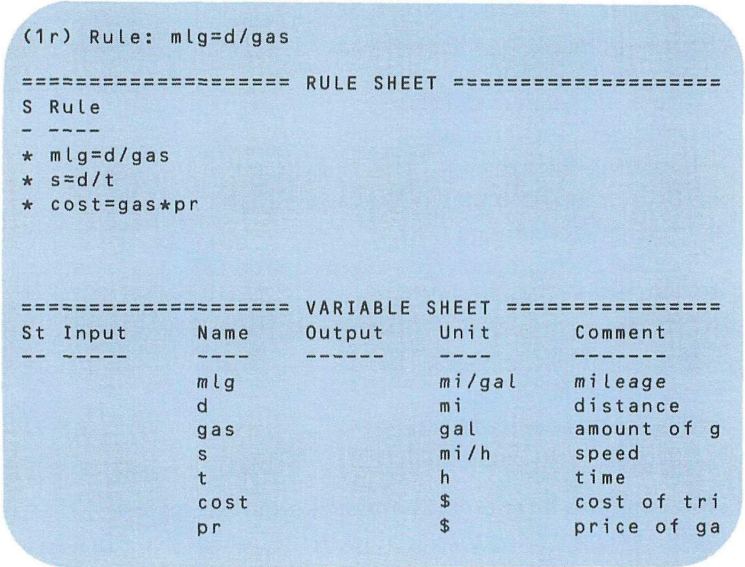 (1r) Rule: mlg=d/gas
==================== RULE SHEET ====================
S Rule
- ----
* mlg=d/gas
* s=d/t
* cost=gas*pr
==================== VARIABLE SHEET ================
St Input Name Output Unit Comment
-- ----- ---- ------ ---- -------
mlg mi/gal mileage
d mi distance
gas gal amount of g
s mi/h speed
t h time
cost $ cost of tri
pr $ price of ga